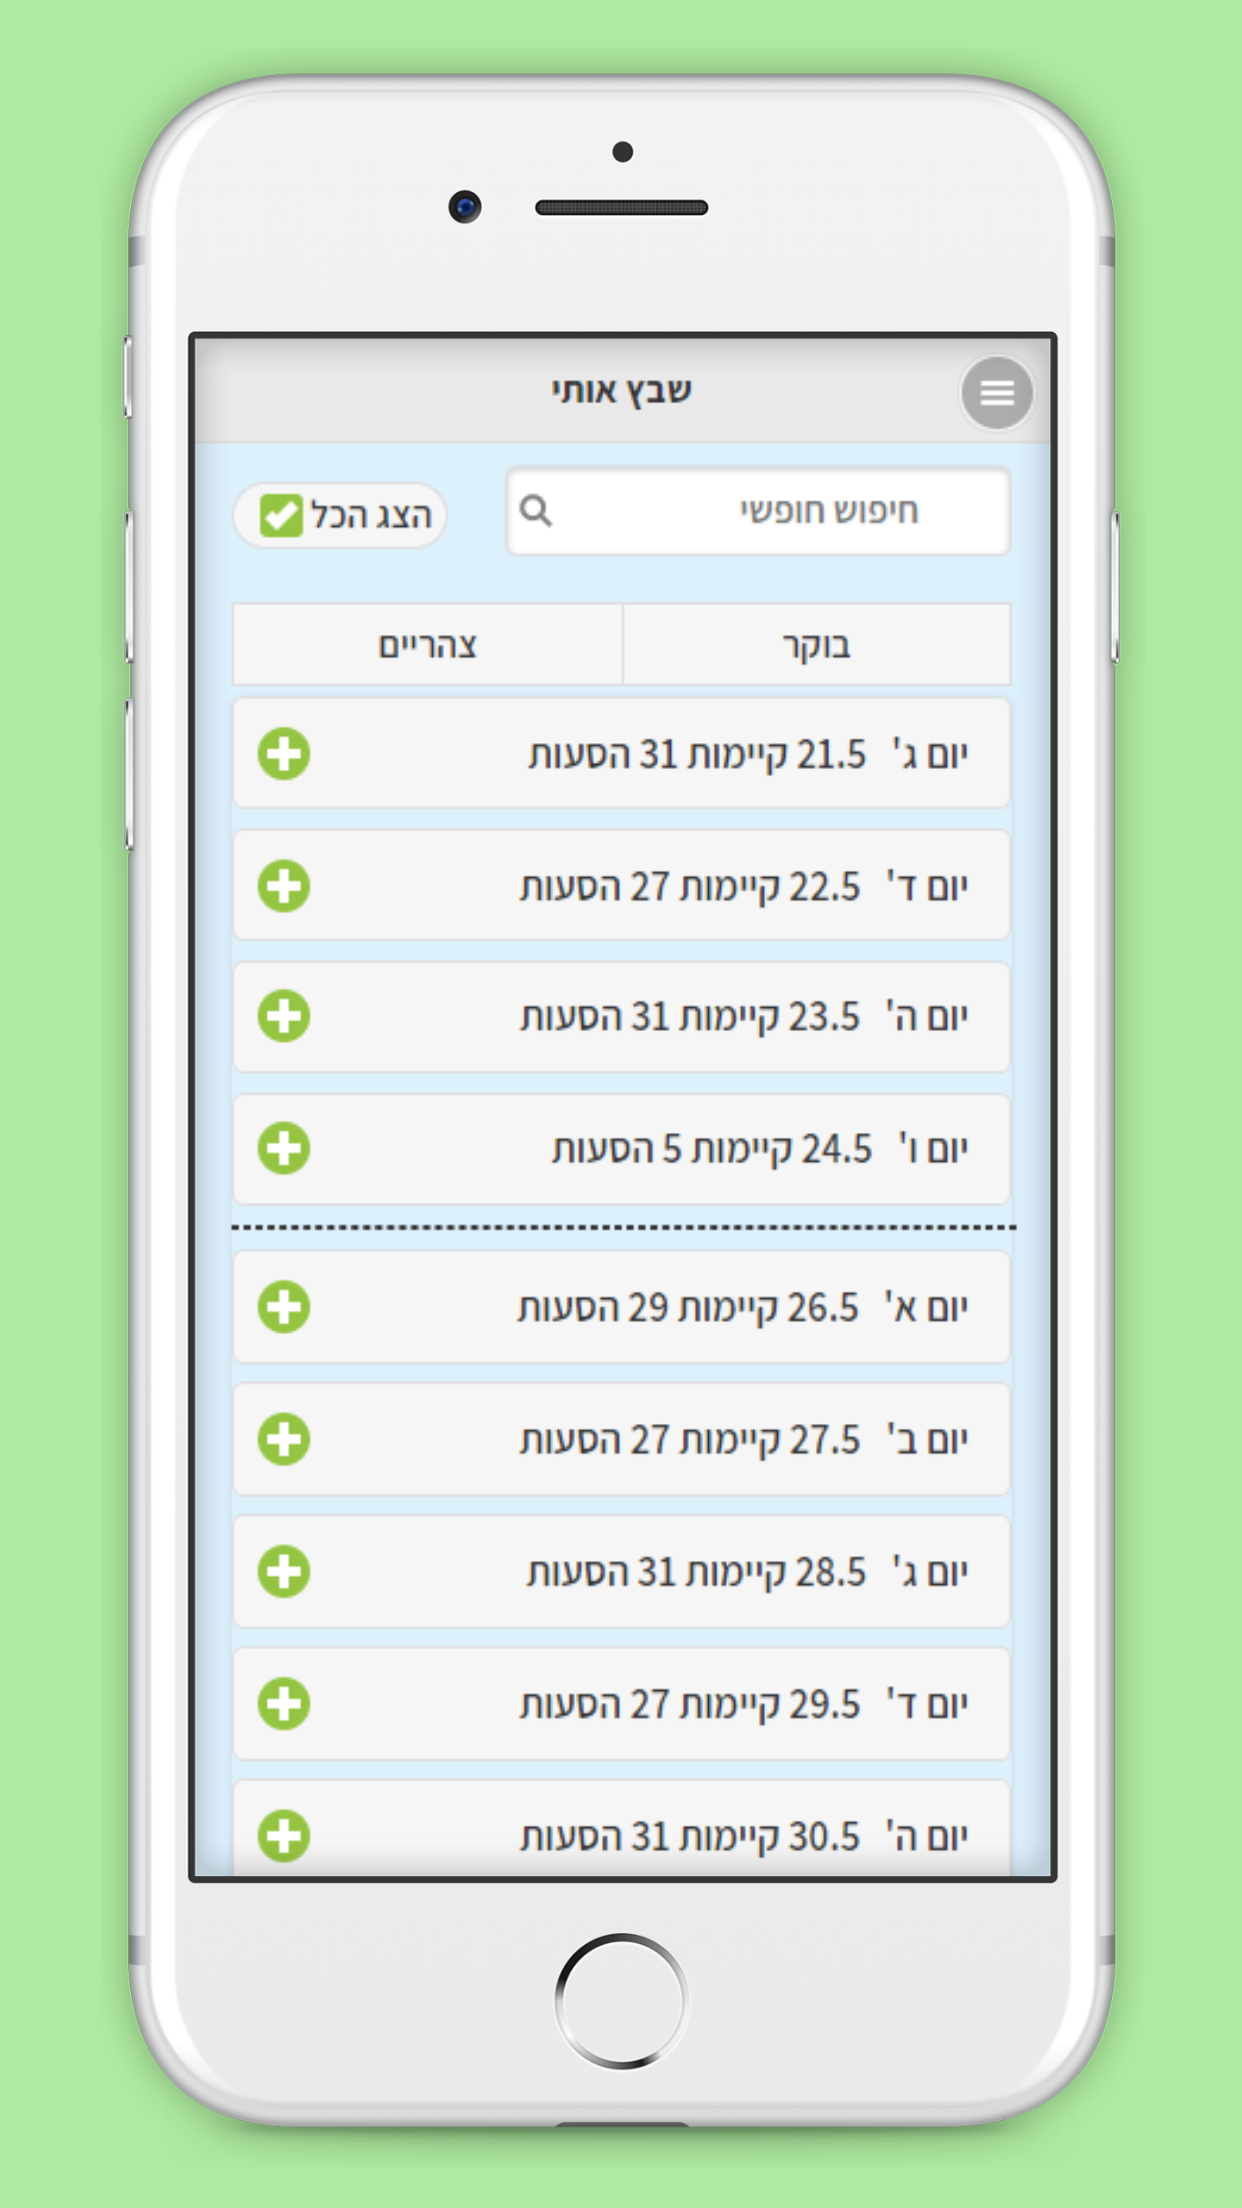 שבץ אותי
חיפוש חופשי
הצג הכל
בוקר
צהריים
יום ג' 21.5 קיימות 31 הסעות
יום ד' 22.5 קיימות 27 הסעות
יום ה' 23.5 קיימות 31 הסעות
יום ו' 24.5 קיימות 5 הסעות
יום א' 26.5 קיימות 29 הסעות
יום ב' 27.5 קיימות 27 הסעות
יום ג' 28.5 קיימות 31 הסעות
יום ד' 29.5 קיימות 27 הסעות
יום ה' 30.5 קיימות 31 הסעות